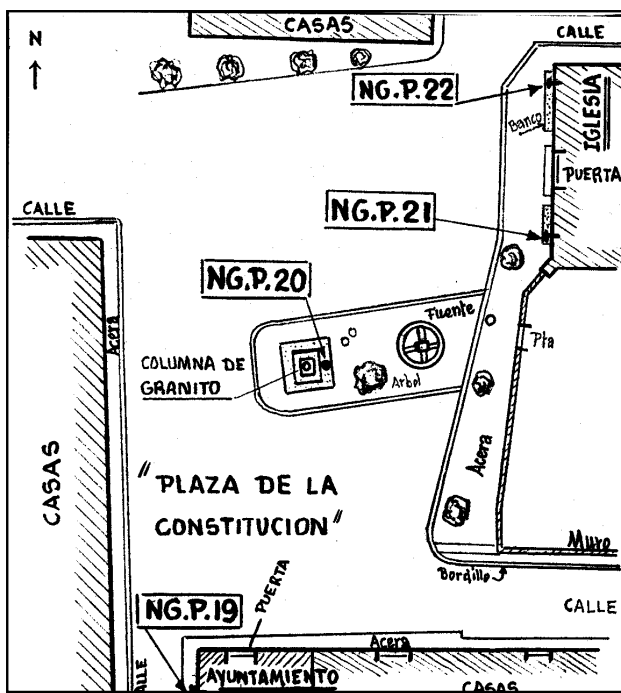 CASAS
CALLE
N
NG.P.22
Banco
IGLESIA
PUERTA
CALLE
NG.P.21
NG.P.20
Fuente
Acera
Pta
COLUMNA DE
GRANITO
Arbol
CASAS
Acera
"PLAZA DE LA
CONSTITUCION"
Muro
Bordillo
PUERTA
NG.P.19
CALLE
Acera
ALLE
AYUNTAMIENTO
CASAS